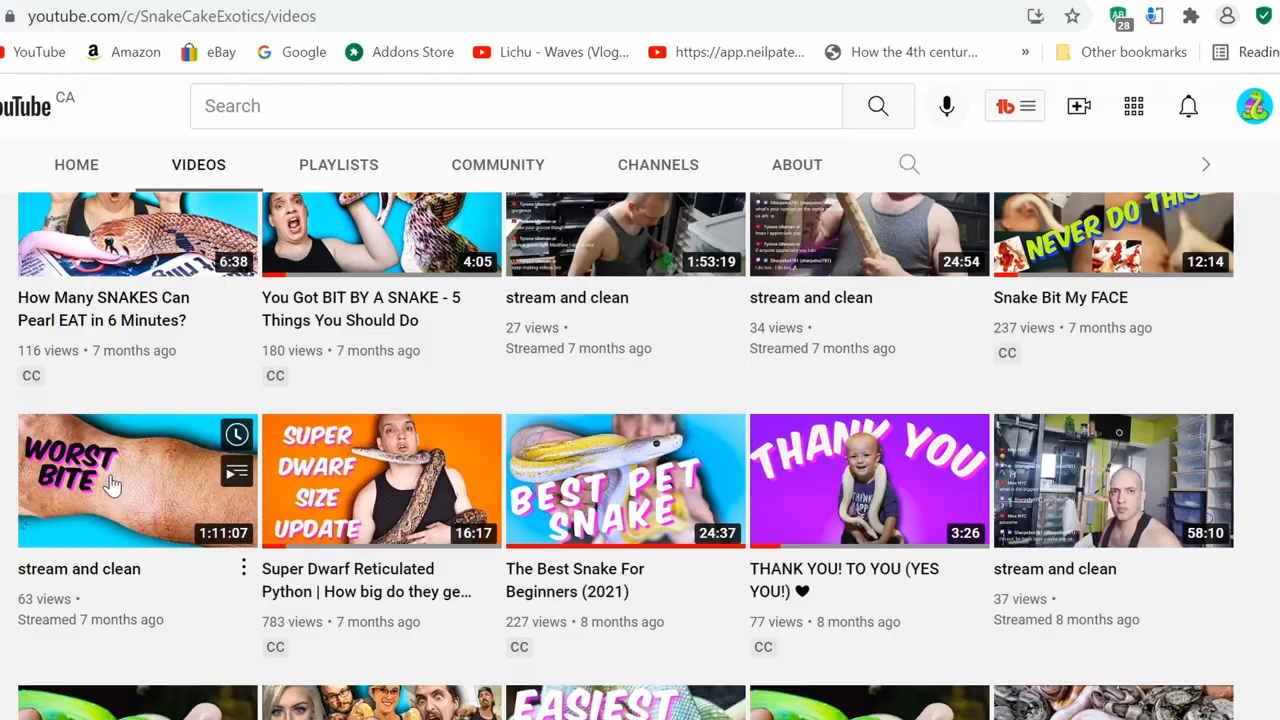 youtube.com/c/SnakeCakeExotics/videos
28
YouTube
a Amazon
eBay
G Google
Addons Store
Lichu - Waves (Vlog...
https://app.neilpate...
How the 4th centur...
»
Other bookmarks
Readin
ouTube CA
Search
HOME
VIDEOS
PLAYLISTS
COMMUNITY
CHANNELS
ABOUT
6:38
4:05
1:53:19
24:54
NEVER DO THIS
12:14
How Many SNAKES Can
Pearl EAT in 6 Minutes?
116 views • 7 months ago
CC
You Got BIT BY A SNAKE - 5
Things You Should Do
180 views • 7 months ago
CC
stream and clean
27 views •
Streamed 7 months ago
stream and clean
34 views •
Streamed 7 months ago
Snake Bit My FACE
237 views • 7 months ago
CC
WORST
BITE
1:11:07
SUPER
DWARF
SIZE
UPDATE
16:17
BEST PET
SNAKE
24:37
THANK YOU
3:26
58:10
stream and clean
63 views •
Streamed 7 months ago
Super Dwarf Reticulated
Python | How big do they ge...
783 views • 7 months ago
CC
The Best Snake For
Beginners (2021)
227 views • 8 months ago
CC
THANK YOU! TO YOU (YES
YOU!) ♥
77 views • 8 months ago
CC
stream and clean
37 views •
Streamed 8 months ago
EASIEST